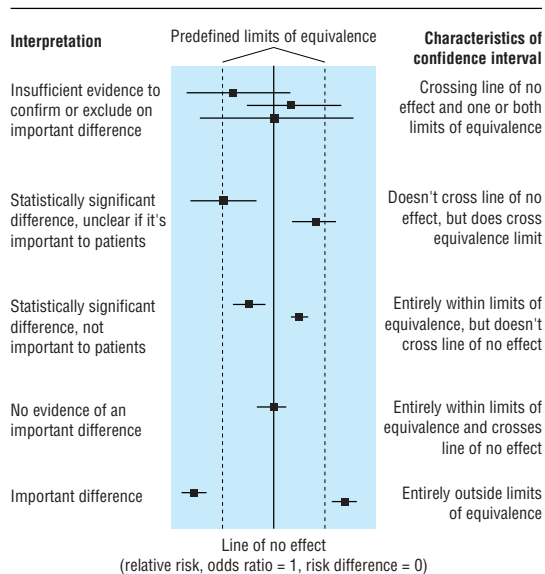 Interpretation
Predefined limits of equivalence
Characteristics of
confidence interval
Insufficient evidence to
confirm or exclude on
important difference
Crossing line of no
effect and one or both
limits of equivalence
Statistically significant
difference, unclear if it's
important to patients
Doesn't cross line of no
effect, but does cross
equivalence limit
Statistically significant
difference, not
important to patients
Entirely within limits of
equivalence, but doesn't
cross line of no effect
No evidence of an
important difference
Entirely within limits of
equivalence and crosses
line of no effect
Important difference
Entirely outside limits
of equivalence
Line of no effect
(relative risk, odds ratio = 1, risk difference = 0)